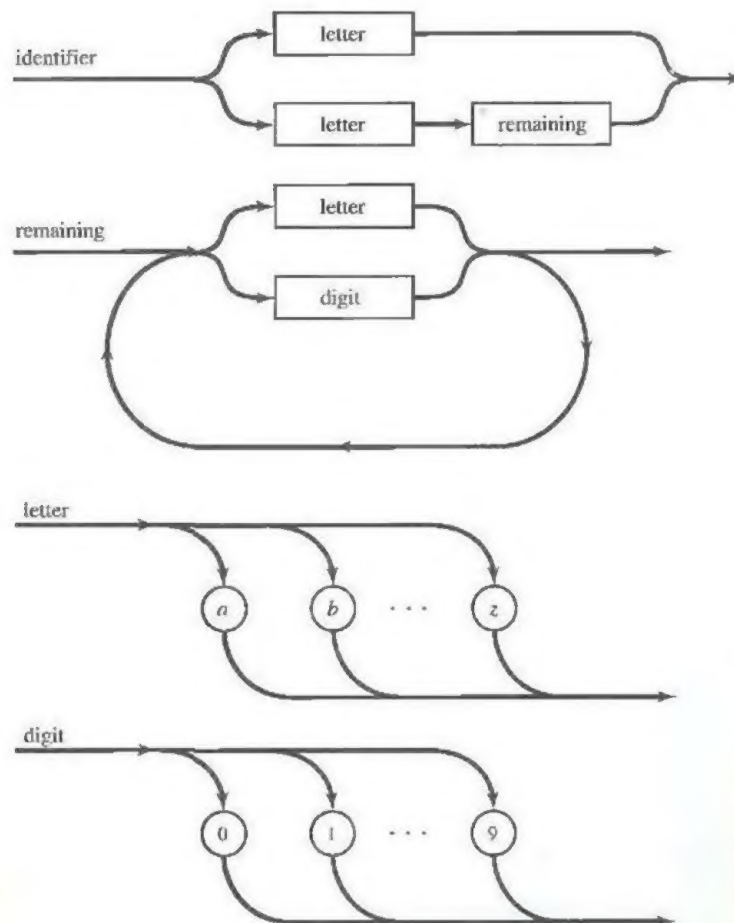 letter
identifier
letter remaining
letter
remaining
digit
letter
a b . . . z
digit
0 1 . . . 9